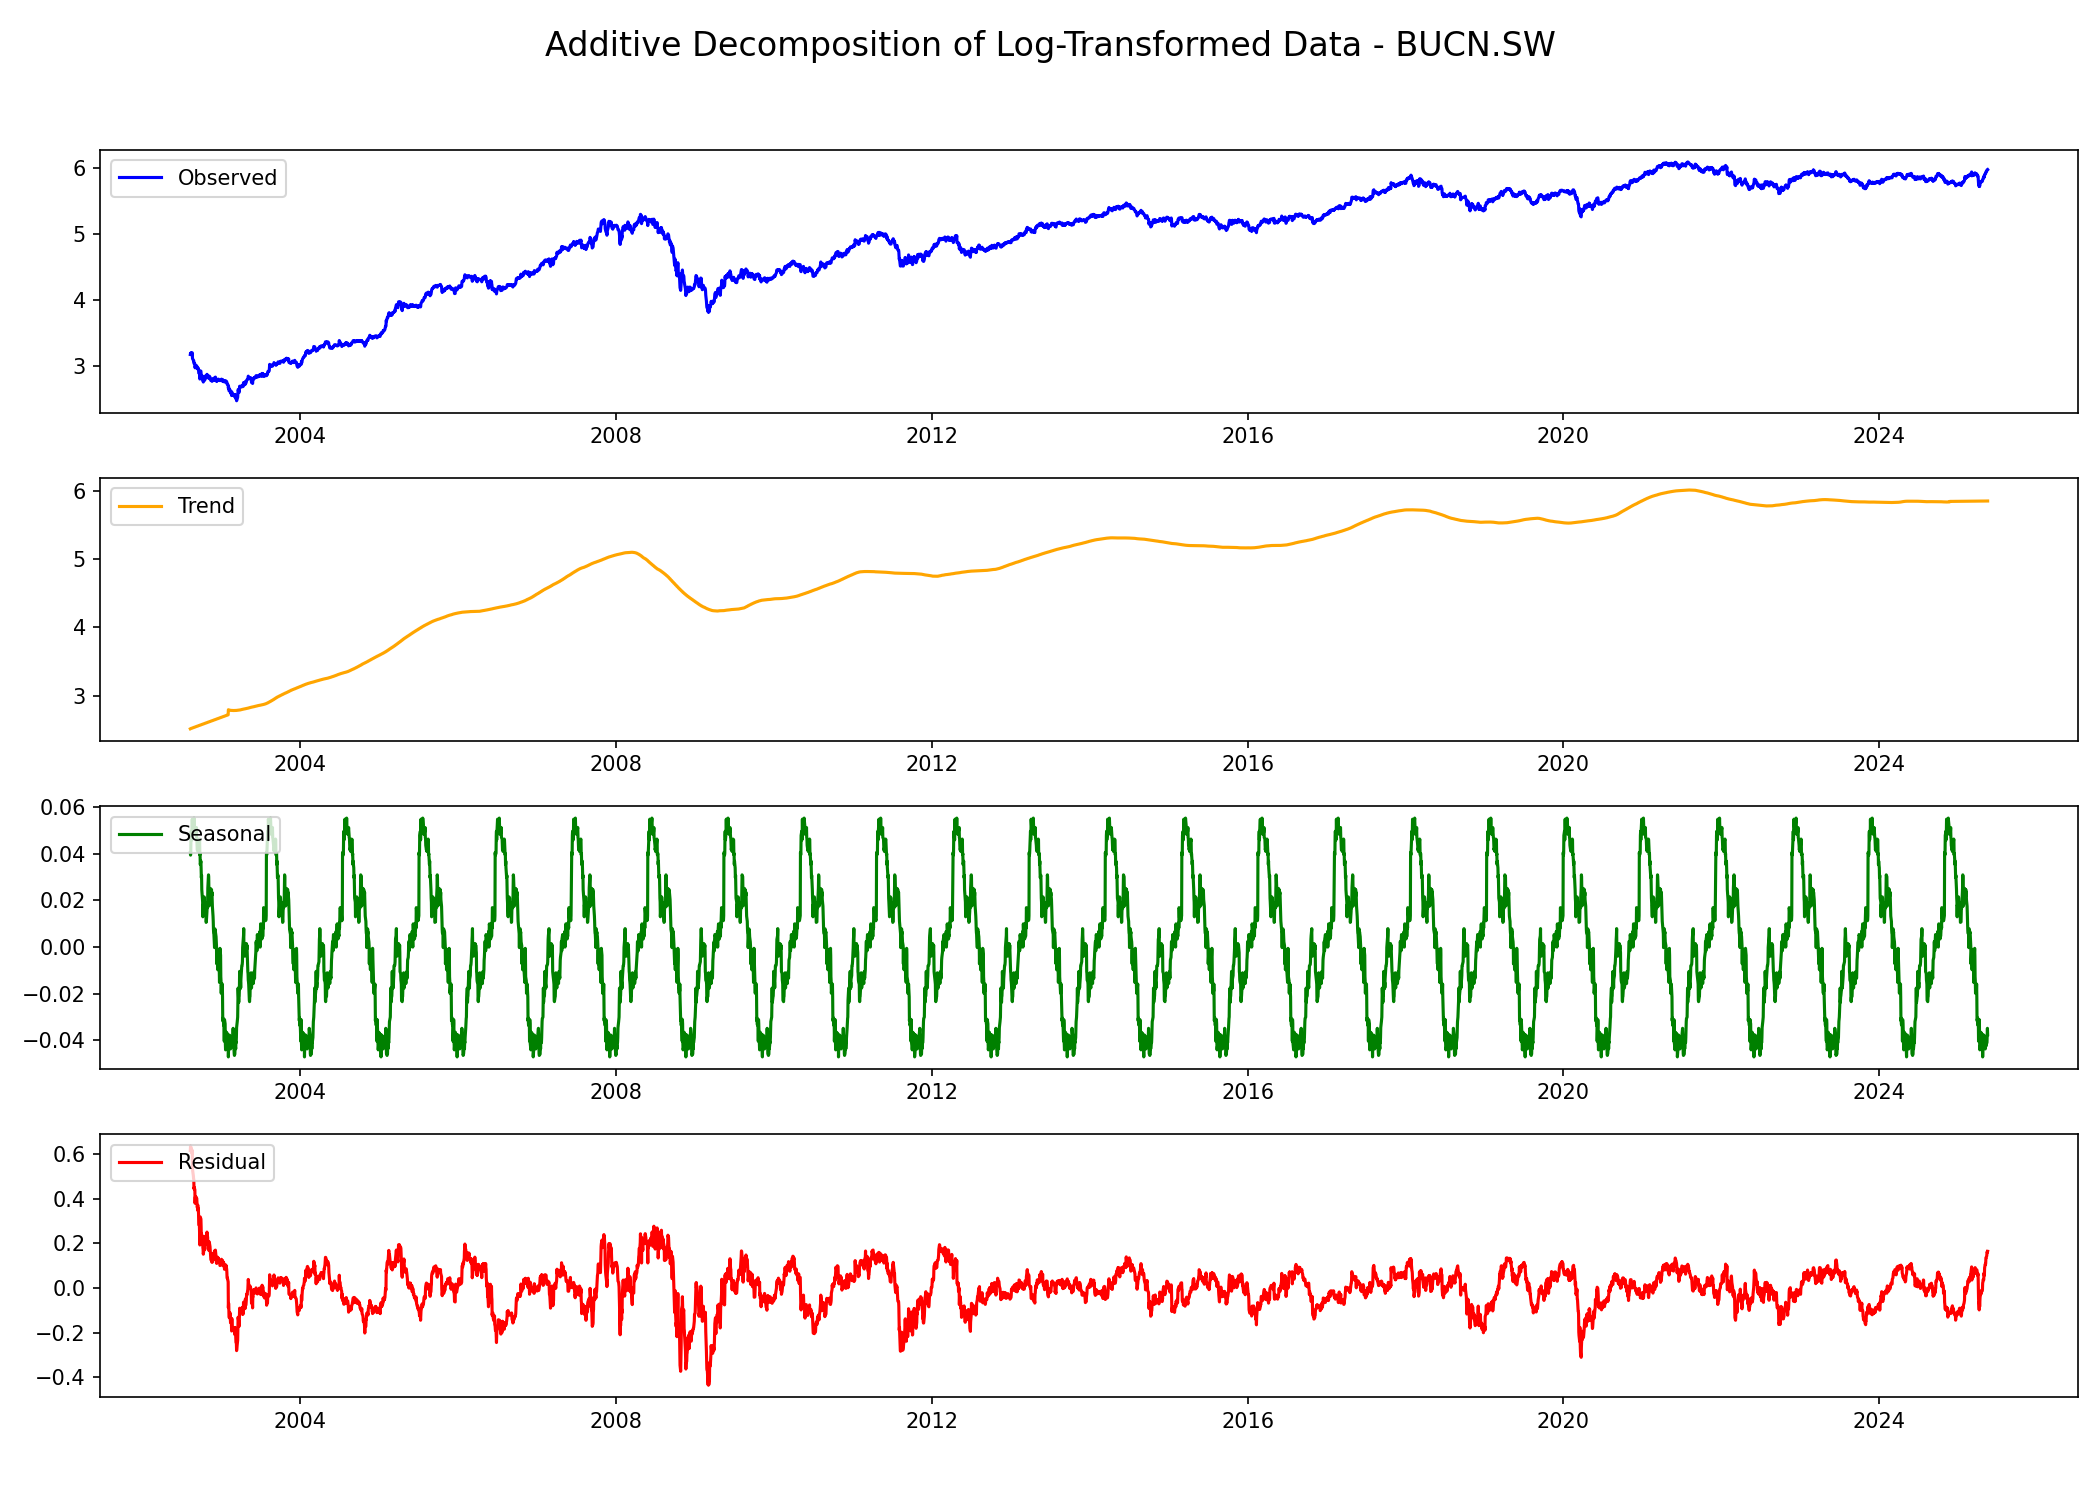 Additive Decomposition of Log-Transformed Data - BUCN.SW
6
5
4
3
Observed
2004 2008 2012 2016 2020 2024
6
5
4
3
Trend
2004 2008 2012 2016 2020 2024
0.06
0.04
0.02
0.00
−0.02
−0.04
Seasonal
2004 2008 2012 2016 2020 2024
0.6
0.4
0.2
0.0
−0.2
−0.4
Residual
2004 2008 2012 2016 2020 2024